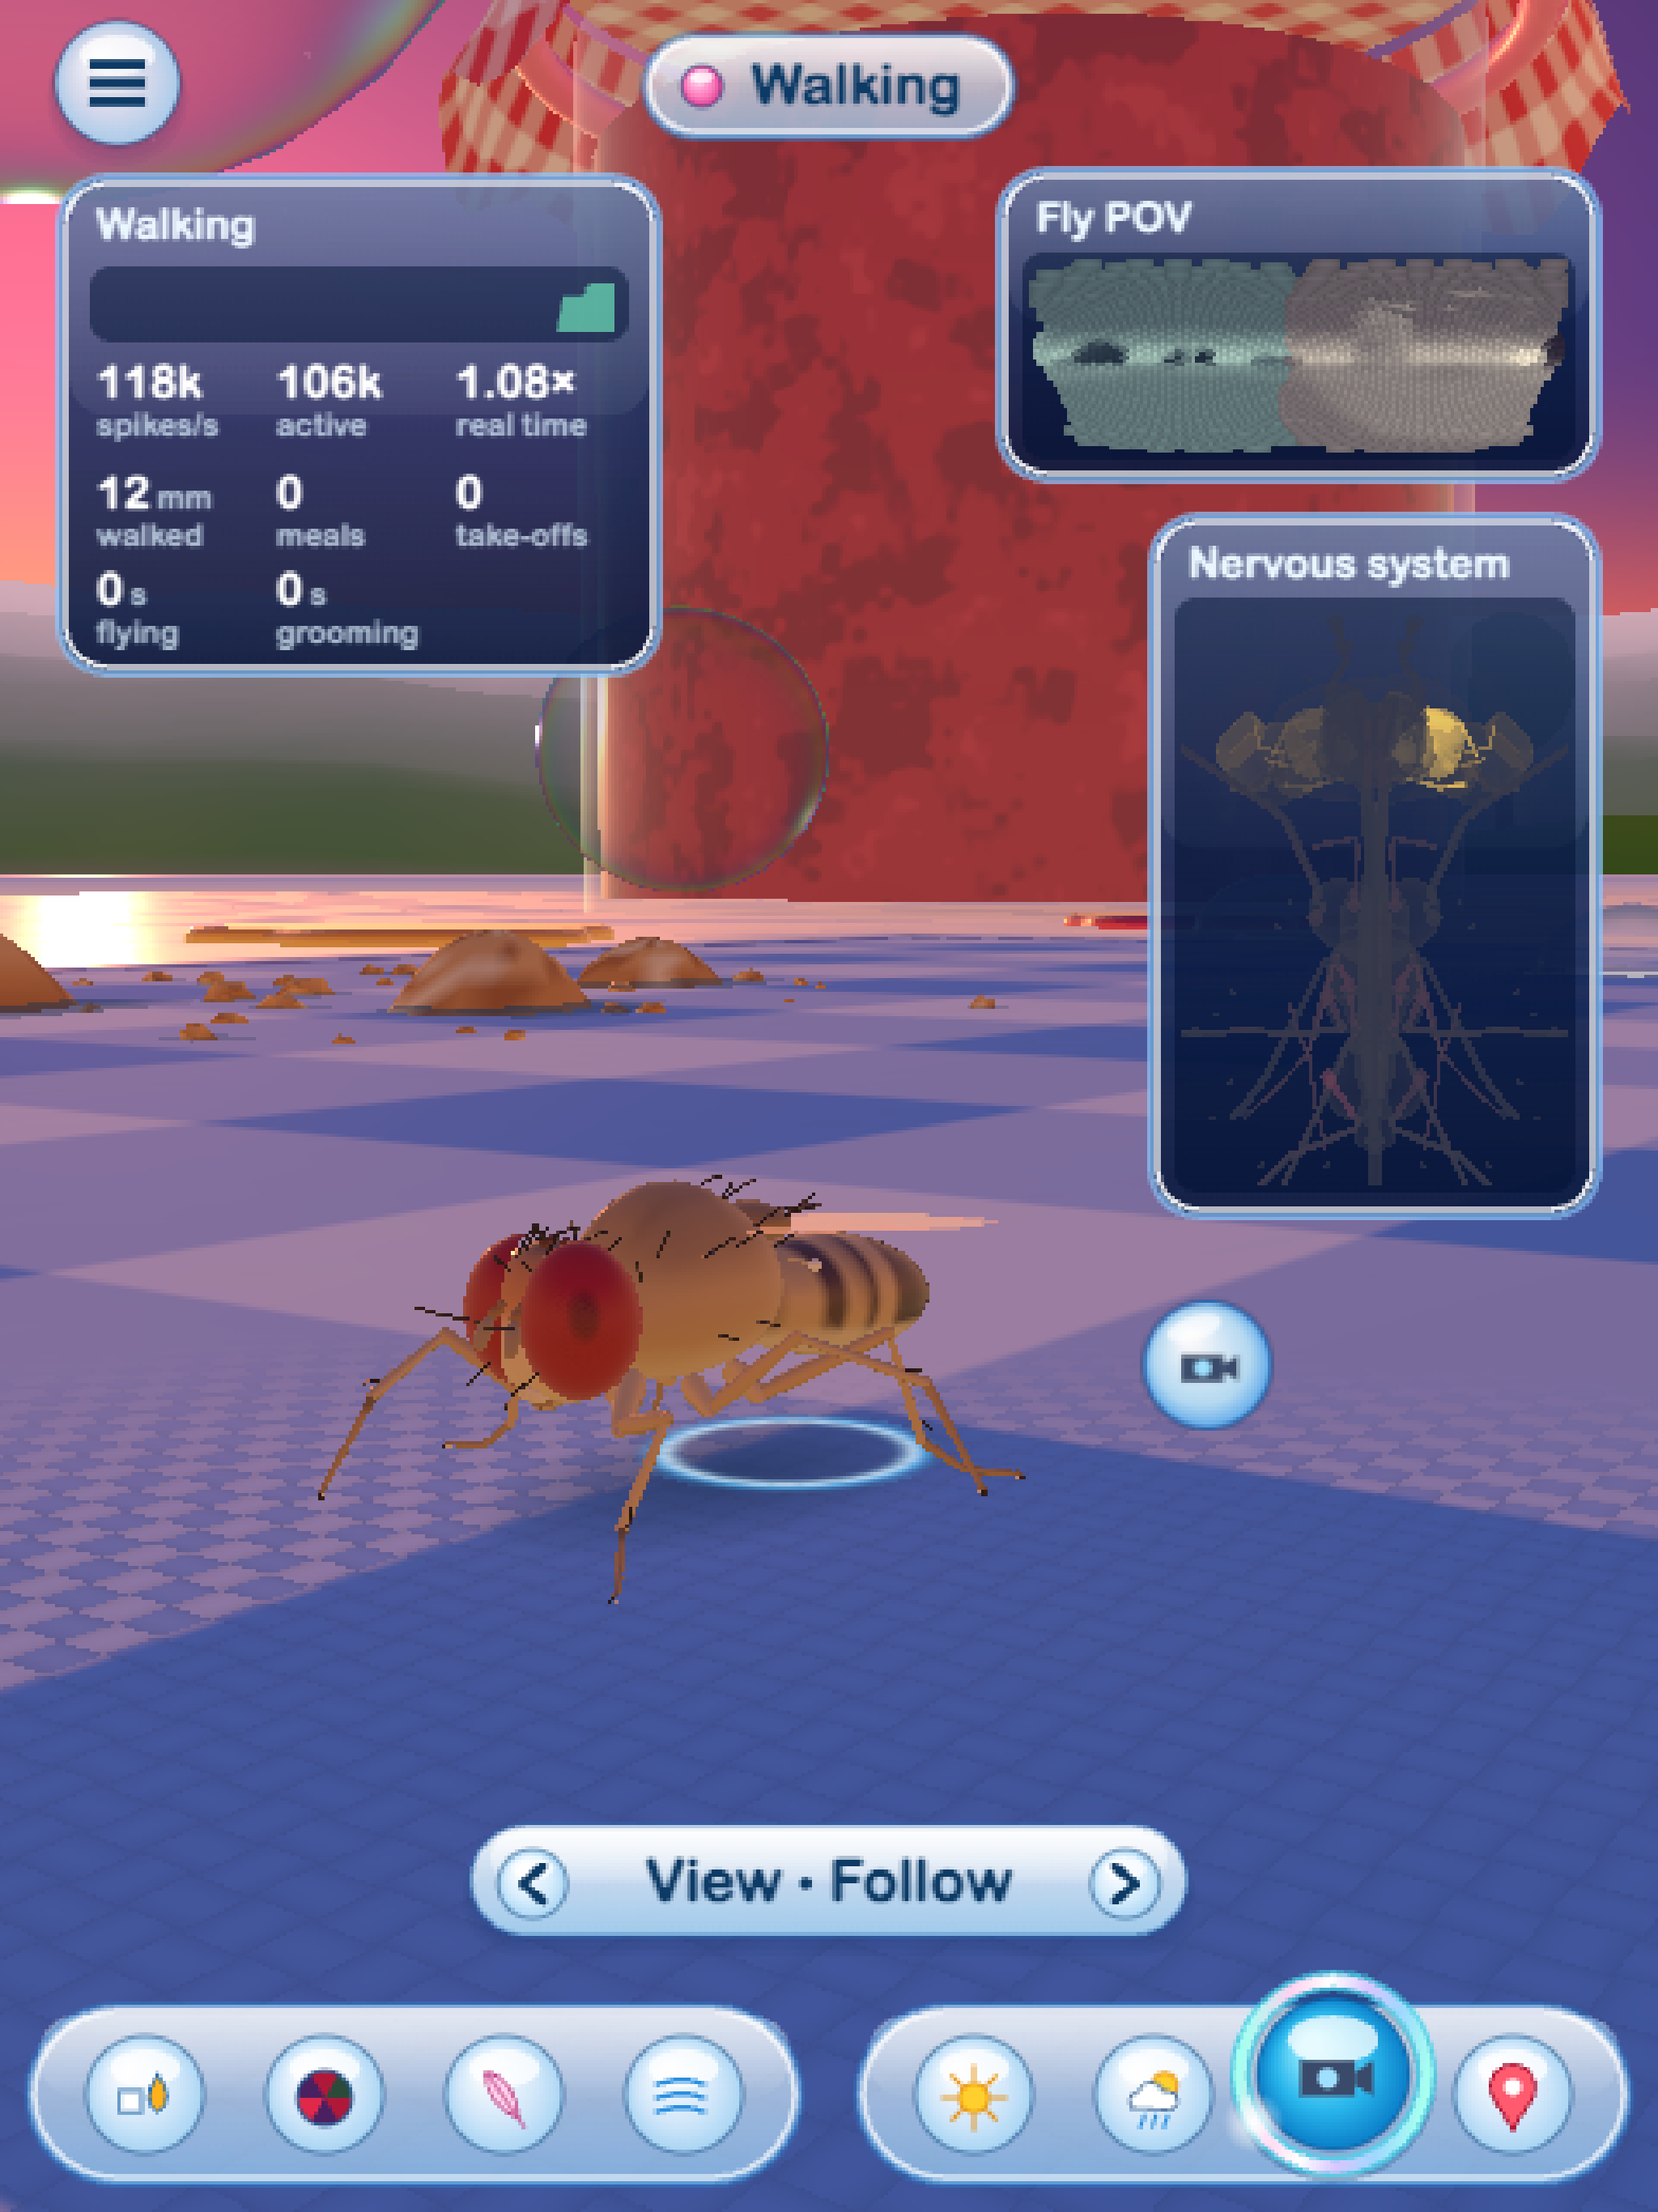 Walking
Walking
118k 106k 1.08×
spikes/s active real time
12 mm 0 0
walked meals take-offs
0 s 0 s
flying grooming
Fly POV
Nervous system
View · Follow